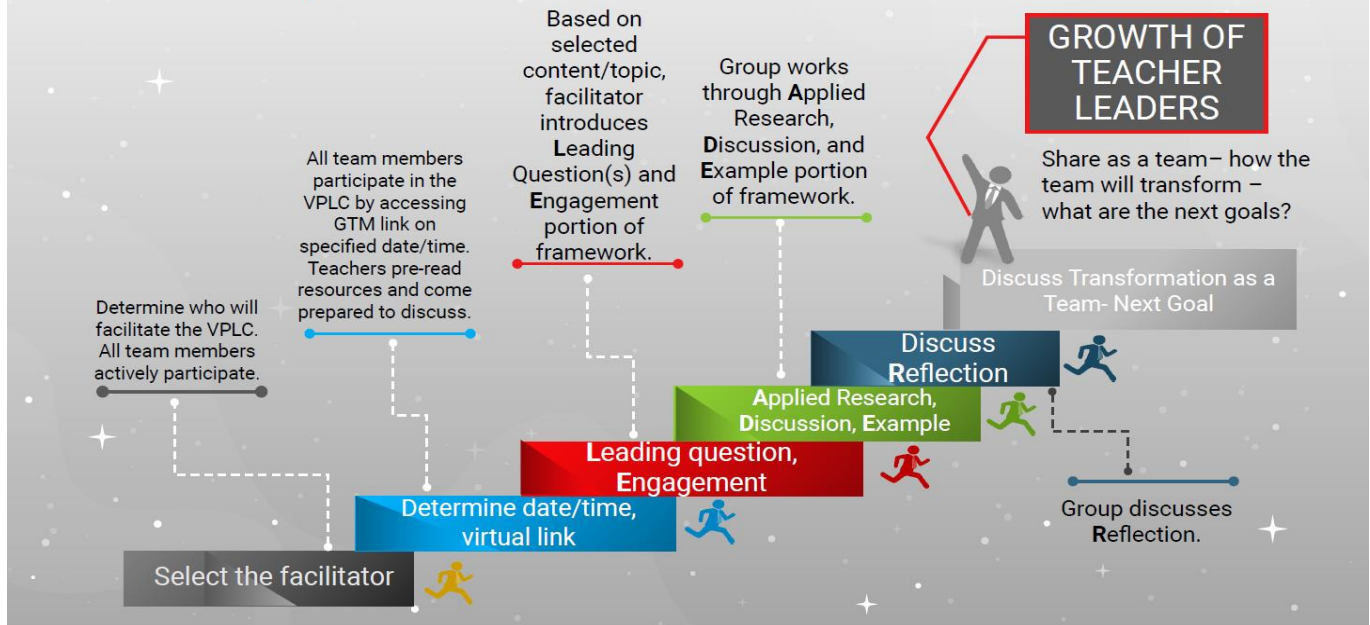 Determine who will
facilitate the VPLC.
All team members
actively participate.
Select the facilitator
All team members
participate in the
VPLC by accessing
GTM link on
specified date/time.
Teachers pre-read
resources and come
prepared to discuss.
Determine date/time,
virtual link
Based on
selected
content/topic,
facilitator
introduces
Leading
Question(s) and
Engagement
portion of
framework.
Leading question,
Engagement
Group works
through Applied
Research,
Discussion, and
Example portion
of framework.
Applied Research,
Discussion, Example
Discuss
Reflection
Group discusses
Reflection.
GROWTH OF
TEACHER
LEADERS
Share as a team– how the
team will transform –
what are the next goals?
Discuss Transformation as a
Team- Next Goal